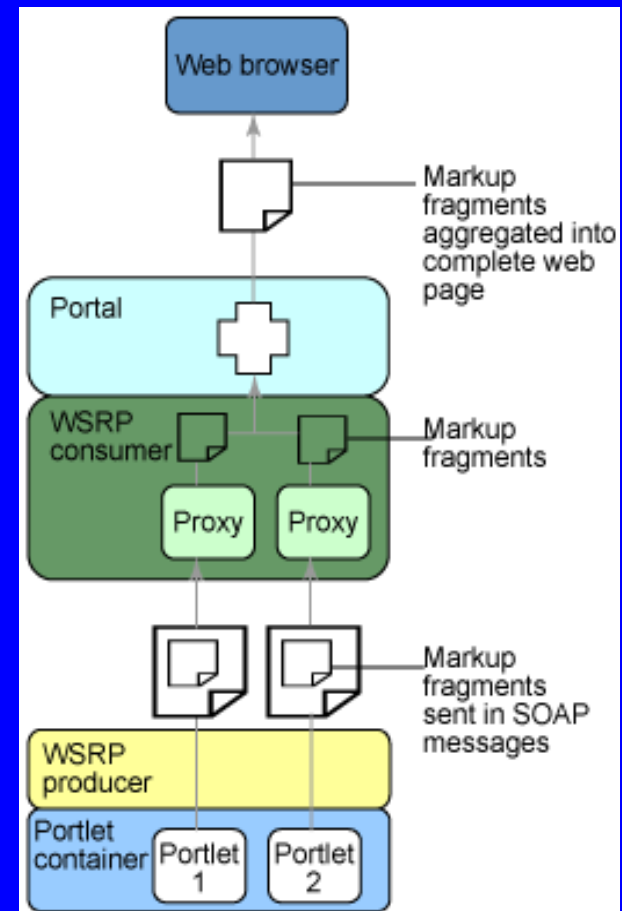 Web browser
Markup
fragments
aggregated into
complete web
page
Portal
WSRP
consumer
Markup
fragments
Proxy
Proxy
Markup
fragments
sent in SOAP
messages
WSRP
producer
Portlet
container
Portlet
1
Portlet
2